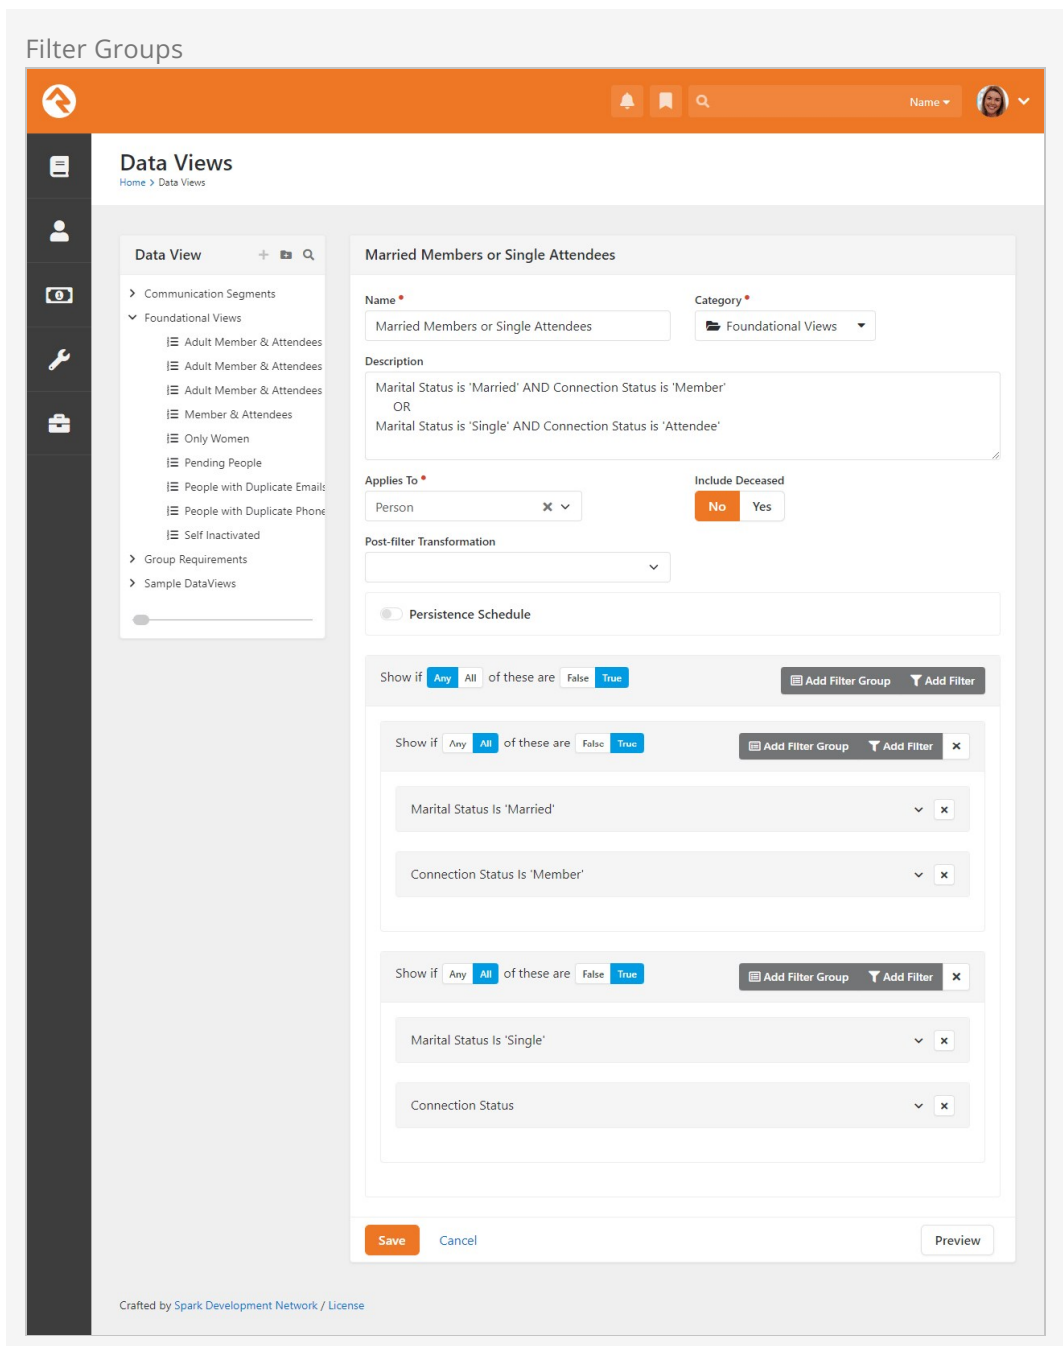 Filter Groups
Name
Data Views
Home > Data Views
Data View
Communication Segments
Foundational Views
Adult Member & Attendees
Adult Member & Attendees
Adult Member & Attendees
Member & Attendees
Only Women
Pending People
People with Duplicate Emails
People with Duplicate Phone
Self Inactivated
Group Requirements
Sample DataViews
Married Members or Single Attendees
Name Category
Married Members or Single Attendees Foundational Views
Description
Marital Status is 'Married' AND Connection Status is 'Member'
OR
Marital Status is 'Single' AND Connection Status is 'Attendee'
Applies To Include Deceased
Person No Yes
Post-filter Transformation
Persistence Schedule
Show if Any All of these are False True Add Filter Group Add Filter
Show if Any All of these are False True Add Filter Group Add Filter
Marital Status Is 'Married'
Connection Status Is 'Member'
Show if Any All of these are False True Add Filter Group Add Filter
Marital Status Is 'Single'
Connection Status
Save Cancel Preview
Crafted by Spark Development Network / License